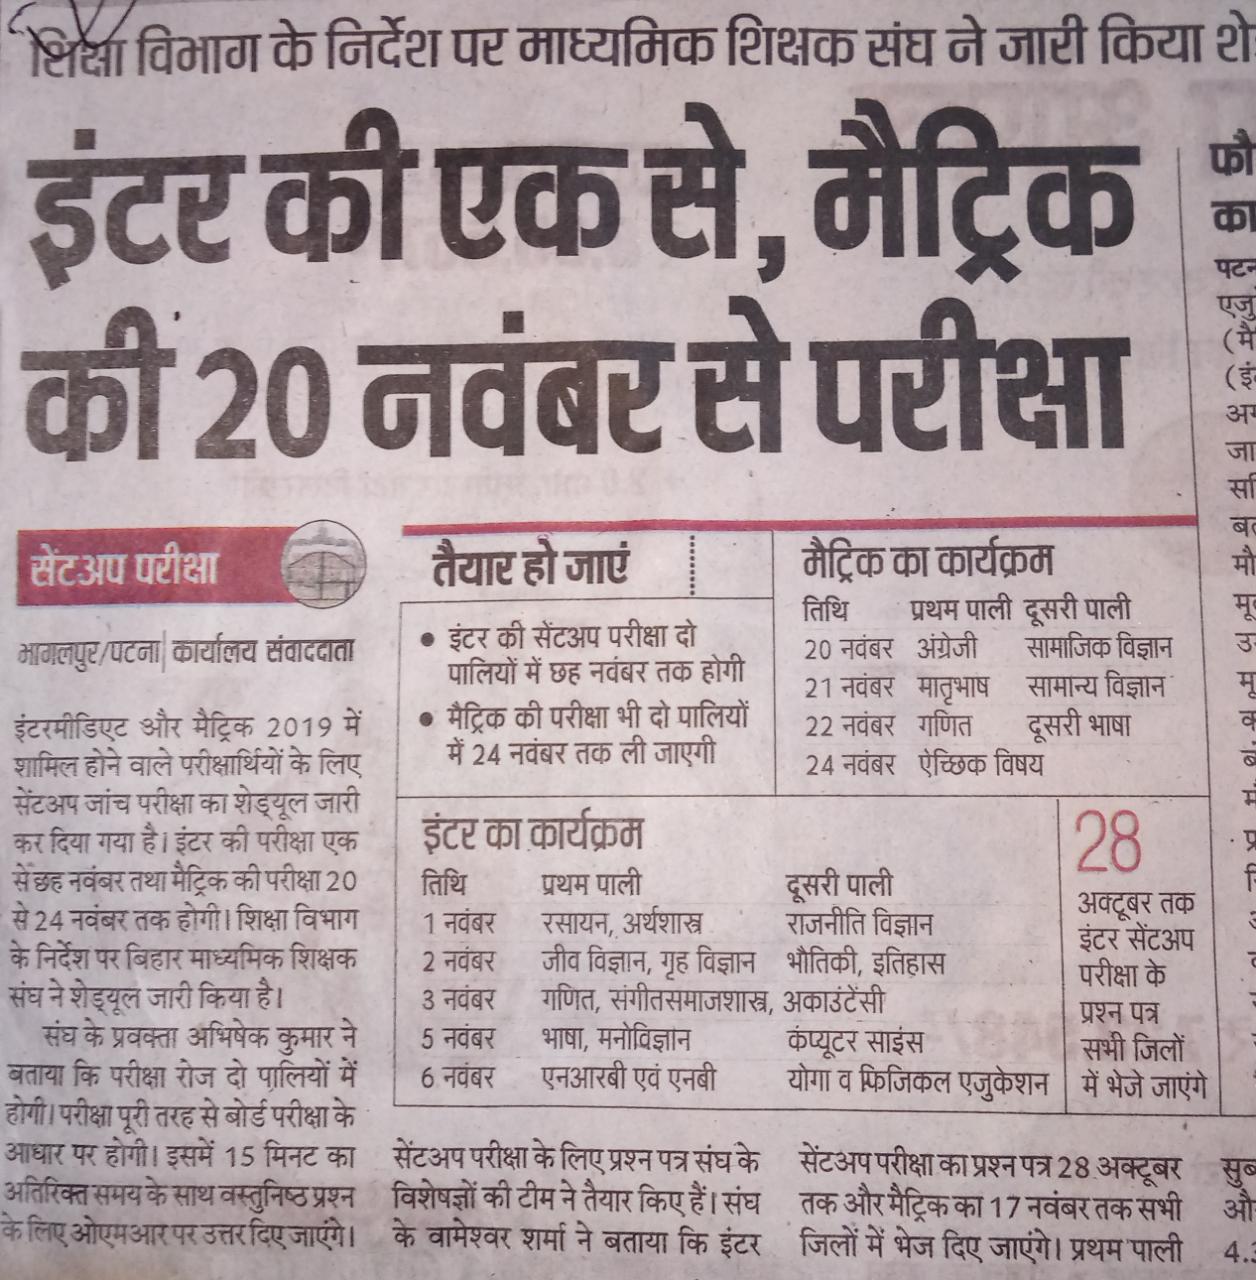 शिक्षा विभाग के निर्देश पर माध्यमिक शिक्षक संघ ने जारी किया
इंटर की एक से, मैट्रिक
की 20 नवंबर से परीक्षा
सेंटअप परीक्षा
भागलपुर/पटना | कार्यालय संवाददाता
इंटरमीडिएट और मैट्रिक 2019 में
शामिल होने वाले परीक्षार्थियों के लिए
सेंटअप जांच परीक्षा का शेड्यूल जारी
कर दिया गया है। इंटर की परीक्षा एक
से छह नवंबर तथा मैट्रिक की परीक्षा 20
से 24 नवंबर तक होगी। शिक्षा विभाग
के निर्देश पर बिहार माध्यमिक शिक्षक
संघ ने शेड्यूल जारी किया है।
संघ के प्रवक्ता अभिषेक कुमार ने
बताया कि परीक्षा रोज दो पालियों में
होगी। परीक्षा पूरी तरह से बोर्ड परीक्षा के
आधार पर होगी। इसमें 15 मिनट का
अतिरिक्त समय के साथ वस्तुनिष्ठ प्रश्न
के लिए ओएमआर पर उत्तर दिए जाएंगे।
तैयार हो जाएं
• इंटर की सेंटअप परीक्षा दो
पालियों में छह नवंबर तक होगी
• मैट्रिक की परीक्षा भी दो पालियों
में 24 नवंबर तक ली जाएगी
मैट्रिक का कार्यक्रम
तिथि प्रथम पाली दूसरी पाली
20 नवंबर अंग्रेजी सामाजिक विज्ञान
21 नवंबर मातृभाष सामान्य विज्ञान
22 नवंबर गणित दूसरी भाषा
24 नवंबर ऐच्छिक विषय
इंटर का कार्यक्रम
तिथि प्रथम पाली दूसरी पाली
1 नवंबर रसायन, अर्थशास्त्र राजनीति विज्ञान
2 नवंबर जीव विज्ञान, गृह विज्ञान भौतिकी, इतिहास
3 नवंबर गणित, संगीतसमाजशास्त्र, अकाउंटेंसी
5 नवंबर भाषा, मनोविज्ञान कंप्यूटर साइंस
6 नवंबर एनआरबी एवं एनबी योगा व फिजिकल एजुकेशन
28
अक्टूबर तक
इंटर सेंटअप
परीक्षा के
प्रश्न पत्र
सभी जिलों
में भेजे जाएंगे
सेंटअप परीक्षा के लिए प्रश्न पत्र संघ के
विशेषज्ञों की टीम ने तैयार किए हैं। संघ
के वामेश्वर शर्मा ने बताया कि इंटर
सेंटअप परीक्षा का प्रश्न पत्र 28 अक्टूबर
तक और मैट्रिक का 17 नवंबर तक सभी
जिलों में भेज दिए जाएंगे। प्रथम पाली